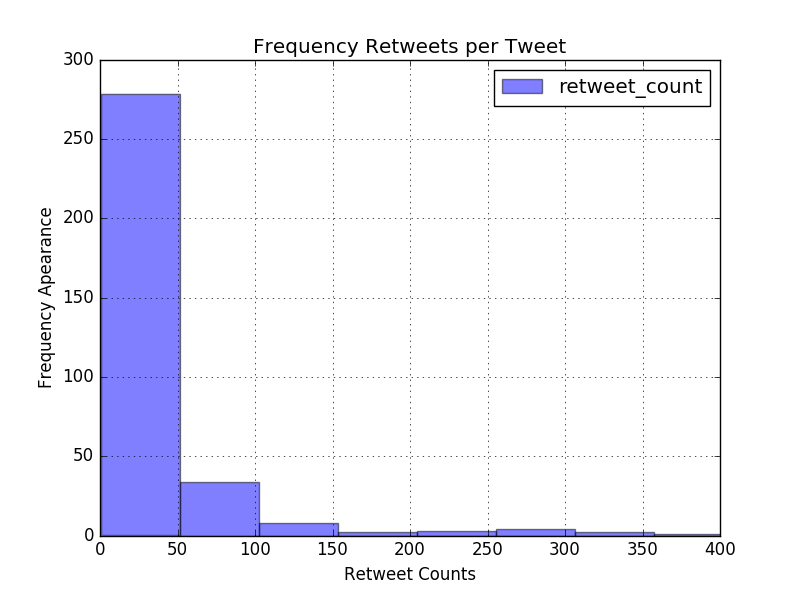 Frequency Retweets per Tweet
retweet_count
300
250
200
150
100
50
0
Frequency Apearance
0 50 100 150 200 250 300 350 400
Retweet Counts